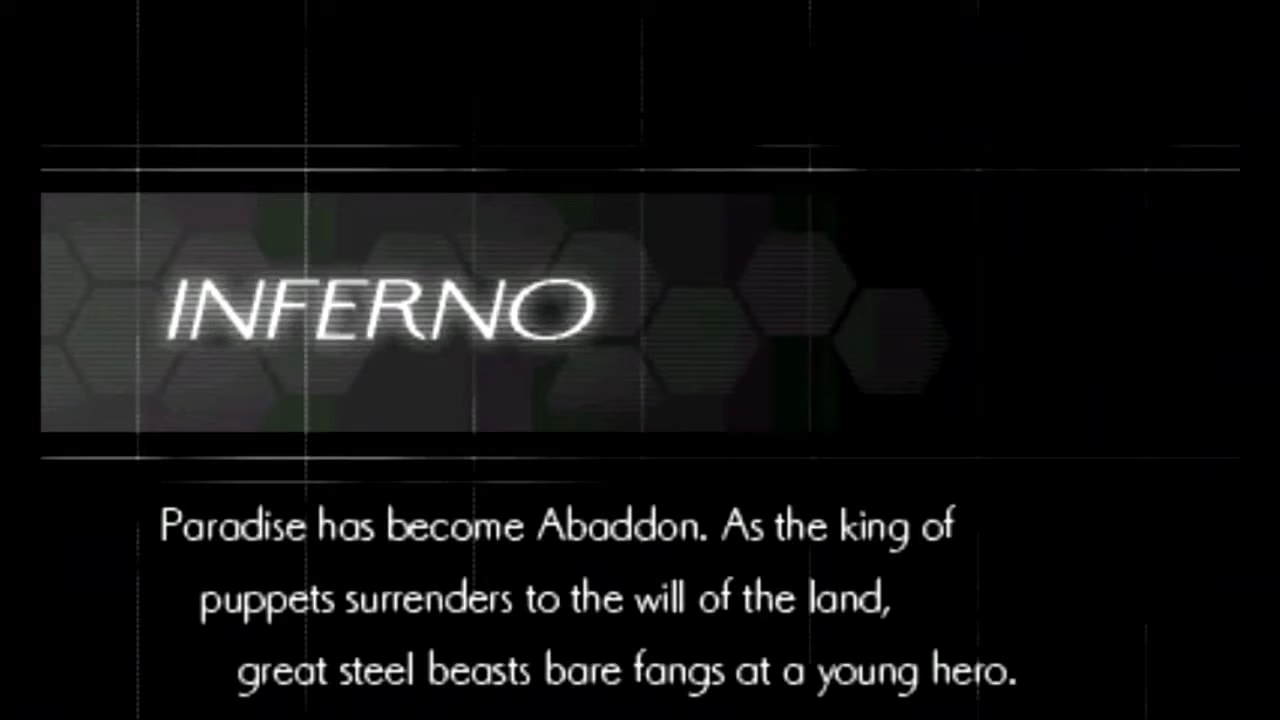 INFERNO
Paradise has become Abaddon. As the king of
puppets surrenders to the will of the land,
great steel beasts bare fangs at a young hero.